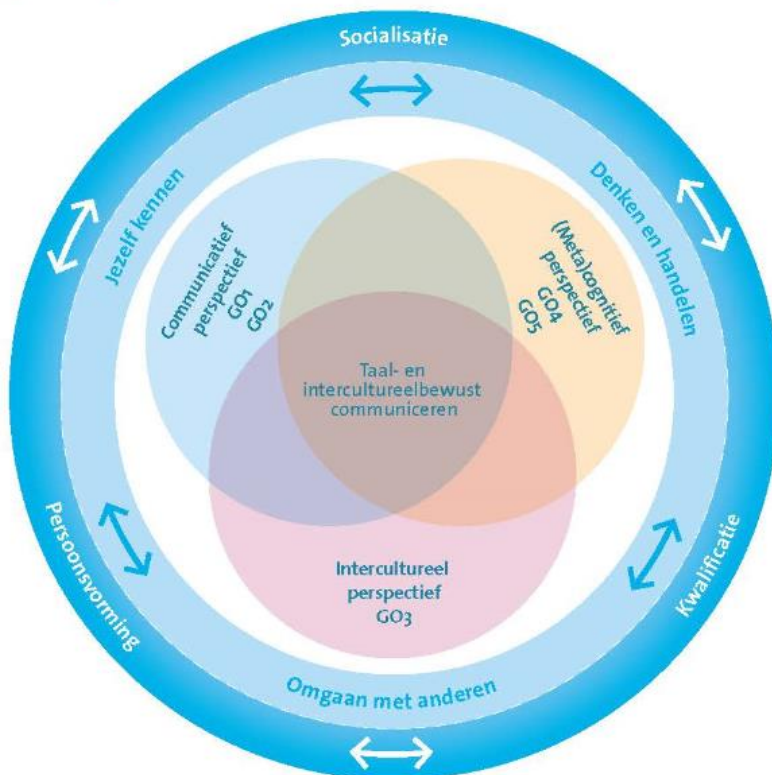 Socialisatie
Jezelf kennen
Denken en handelen
Communicatief
perspectief
GO1
GO2
(Meta)cognitief
perspectief
GO4
GO5
Taal- en
intercultureelbewust
communiceren
Persoonsvorming
Kwalificatie
Intercultureel
perspectief
GO3
Omgaan met anderen